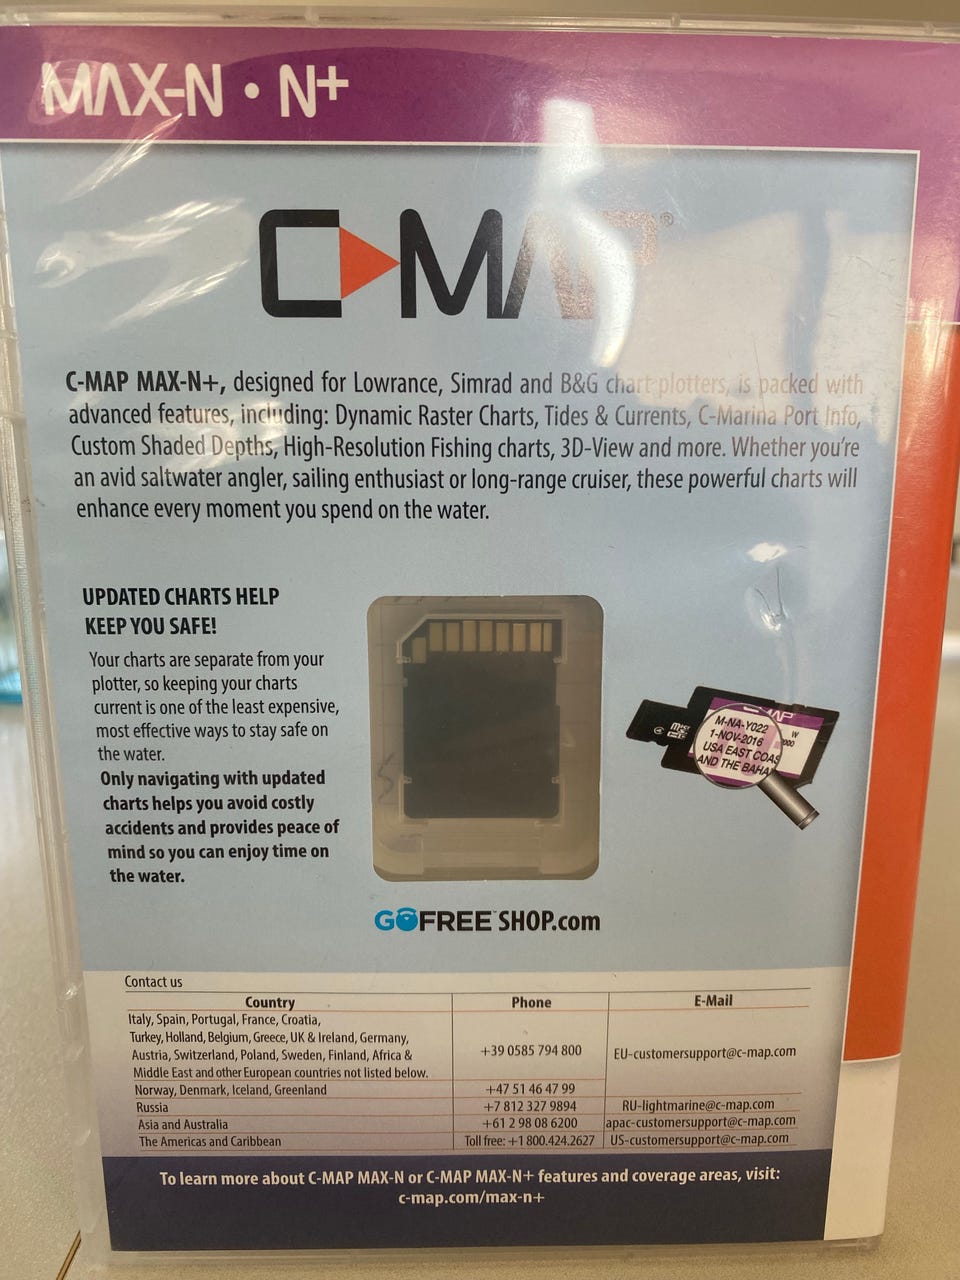 MAX-N • N+
C-MAP®
C-MAP MAX-N+, designed for Lowrance, Simrad and B&G chart plotters, is packed with
advanced features, including: Dynamic Raster Charts, Tides & Currents, C-Marina Port Info,
Custom Shaded Depths, High-Resolution Fishing charts, 3D-View and more. Whether you're
an avid saltwater angler, sailing enthusiast or long-range cruiser, these powerful charts will
enhance every moment you spend on the water.
UPDATED CHARTS HELP
KEEP YOU SAFE!
Your charts are separate from your
plotter, so keeping your charts
current is one of the least expensive,
most effective ways to stay safe on
the water.
Only navigating with updated
charts helps you avoid costly
accidents and provides peace of
mind so you can enjoy time on
the water.
M-NA-Y022
1-NOV-2016
USA EAST COAS
AND THE BAHA
GOFREE SHOP.com
Contact us
Country Phone E-Mail
Italy, Spain, Portugal, France, Croatia,
Turkey, Holland, Belgium, Greece, UK & Ireland, Germany,
Austria, Switzerland, Poland, Sweden, Finland, Africa &
Middle East and other European countries not listed below.
+39 0585 794 800 EU-customersupport@c-map.com
Norway, Denmark, Iceland, Greenland +47 51 46 47 99
Russia +7 812 327 9894 RU-lightmarine@c-map.com
Asia and Australia +61 2 98 08 6200 apac-customersupport@c-map.com
The Americas and Caribbean Toll free: +1 800.424.2627 US-customersupport@c-map.com
To learn more about C-MAP MAX-N or C-MAP MAX-N+ features and coverage areas, visit:
c-map.com/max-n+